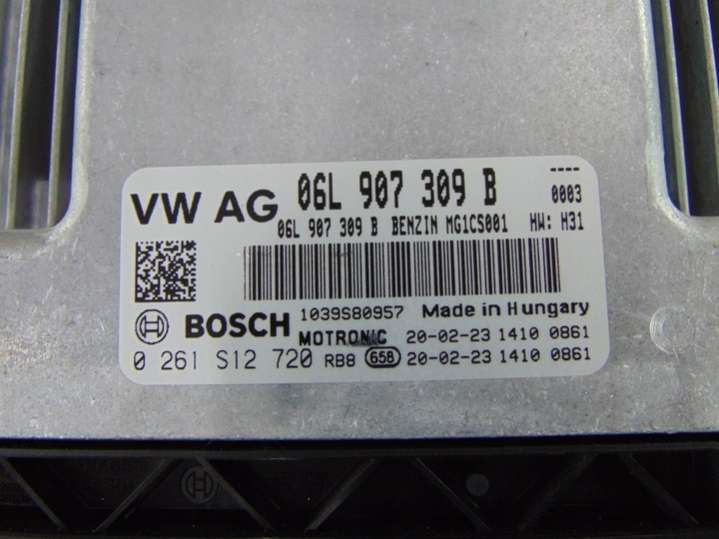 VW AG 06L 907 309 B ----
0003
06L 907 309 B BENZIN MG1CS001 HW: H31
1039S80957 Made in Hungary
BOSCH MOTRONIC 20-02-23 1410 0861
0 261 S12 720 RB8 658 20-02-23 1410 0861
BOSCH